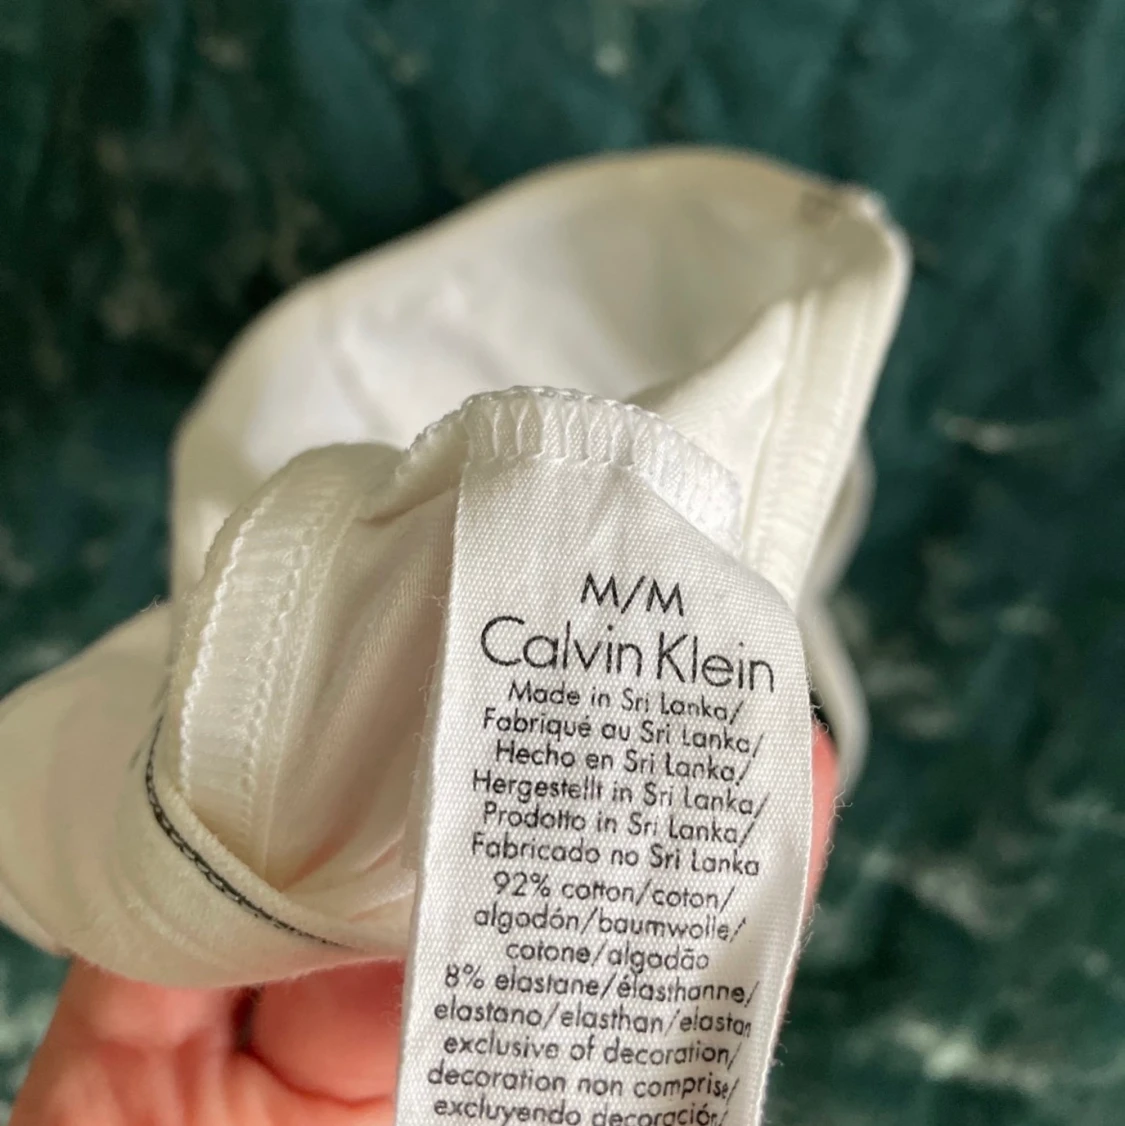 M/M
Calvin Klein
Made in Sri Lanka/
Fabriqué au Sri Lanka/
Hecho en Sri Lanka/
Hergestellt in Sri Lanka/
Prodotto in Sri Lanka/
Fabricado no Sri Lanka
92% cotton/coton/
algodón/baumwolle/
cotone/algodão
8% elastane/élasthanne/
elastano/elasthan/elastan
exclusive of decoration/
decoration non comprise/
excluyendo decoración/